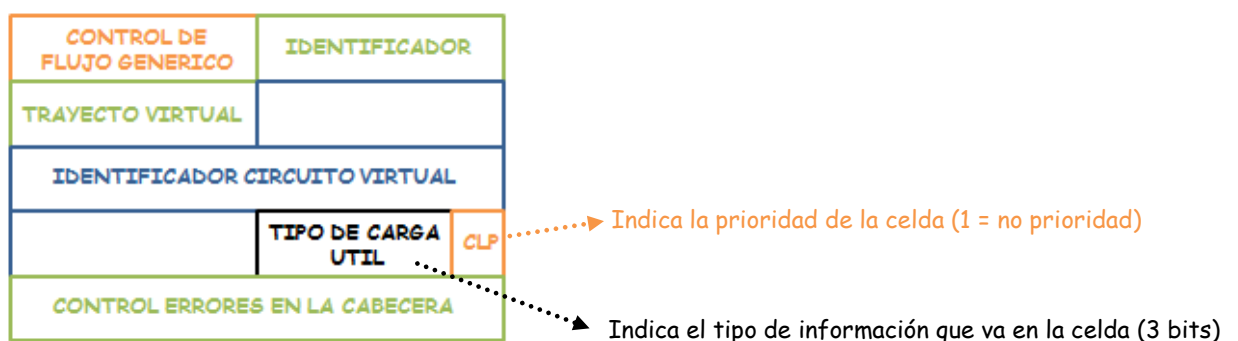 CONTROL DE
FLUJO GENERICO
IDENTIFICADOR
TRAYECTO VIRTUAL
IDENTIFICADOR CIRCUITO VIRTUAL
TIPO DE CARGA
UTIL
CLP
Indica la prioridad de la celda (1 = no prioridad)
CONTROL ERRORES EN LA CABECERA
Indica el tipo de información que va en la celda (3 bits)